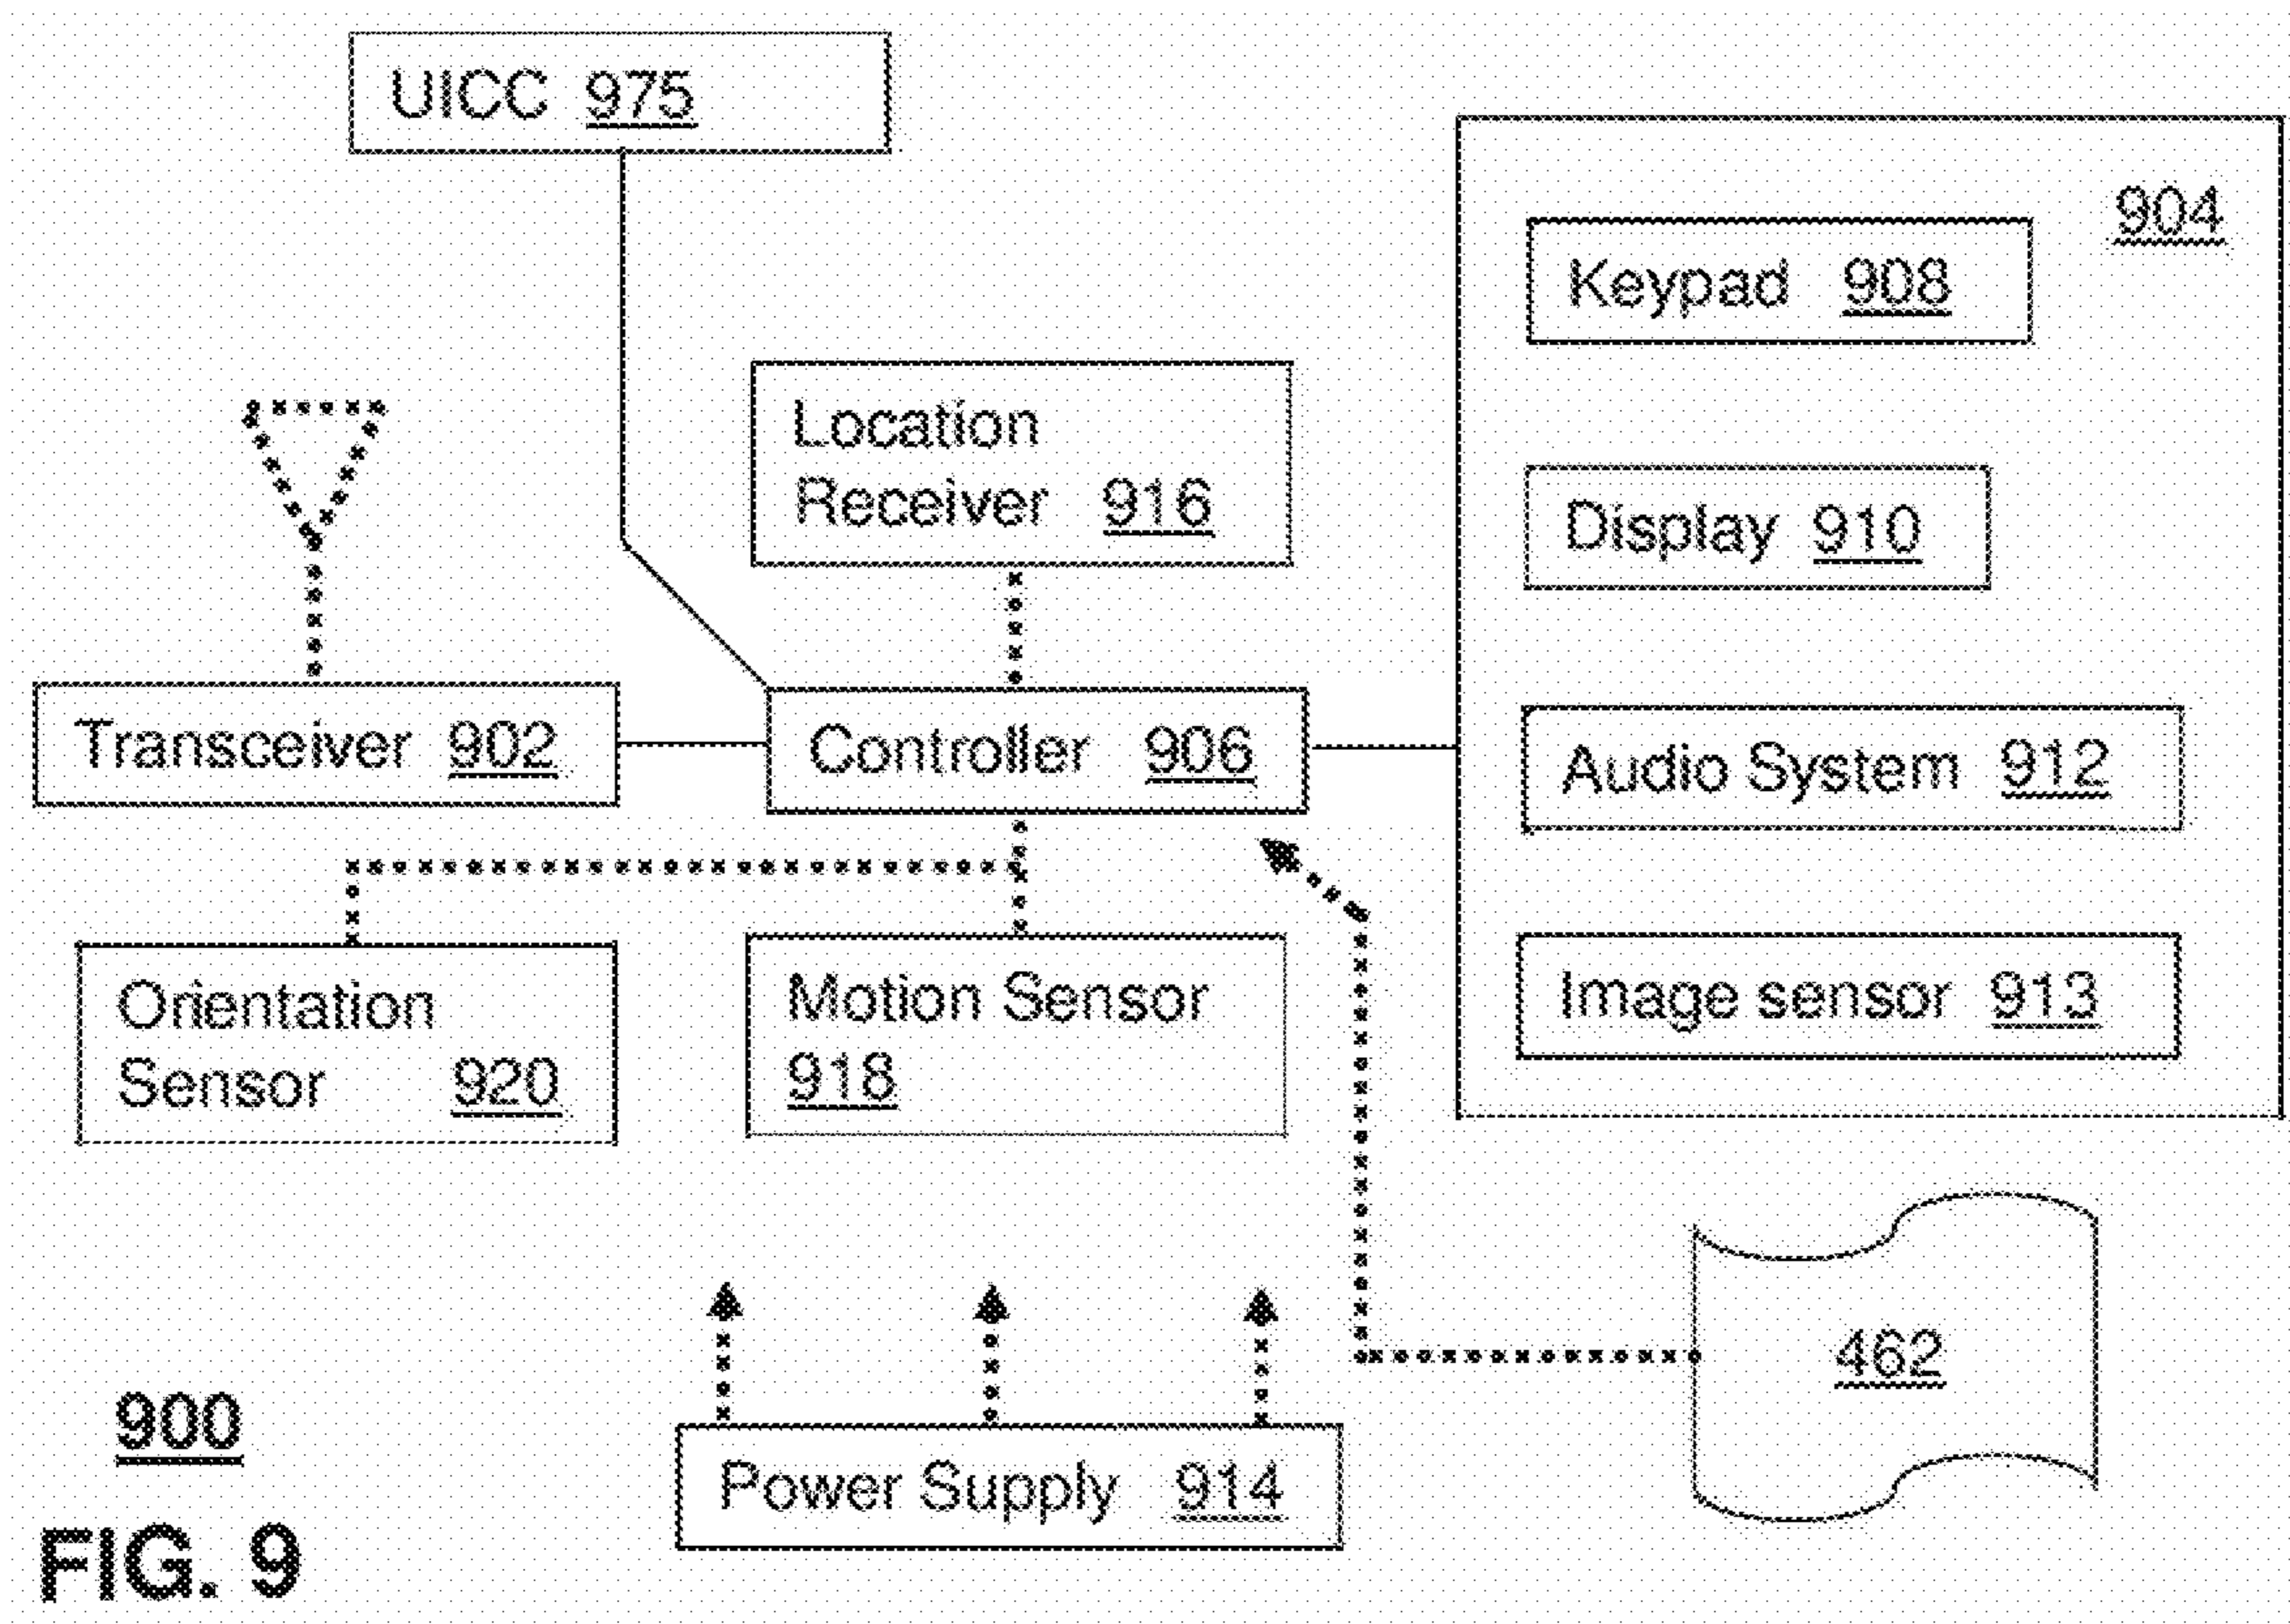 UICC 975
904
Keypad 908
Location
Receiver 916
Display 910
Transceiver 902
Controller 906
Audio System 912
Orientation
Sensor 920
Motion Sensor
918
Image sensor 913
462
900
Power Supply 914
FIG. 9